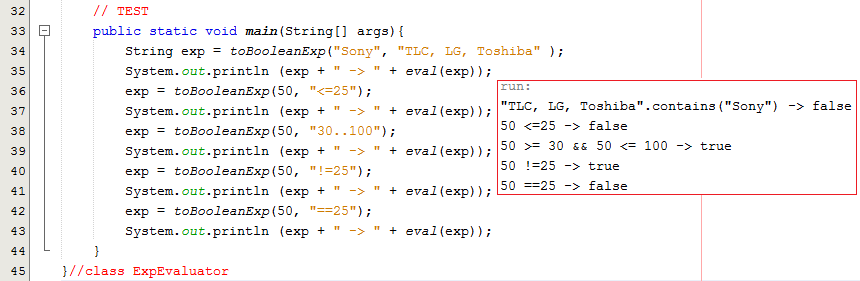 32 // TEST
33 public static void main(String[] args){
34 String exp = toBooleanExp("Sony", "TLC, LG, Toshiba" );
35 System.out.println (exp + " -> " + eval(exp));
36 exp = toBooleanExp(50, "<=25");
37 System.out.println (exp + " -> " + eval(exp));
38 exp = toBooleanExp(50, "30..100");
39 System.out.println (exp + " -> " + eval(exp));
40 exp = toBooleanExp(50, "!=25");
41 System.out.println (exp + " -> " + eval(exp));
42 exp = toBooleanExp(50, "==25");
43 System.out.println (exp + " -> " + eval(exp));
44 }
45 }//class ExpEvaluator
run:
"TLC, LG, Toshiba".contains("Sony") -> false
50 <=25 -> false
50 >= 30 && 50 <= 100 -> true
50 !=25 -> true
50 ==25 -> false